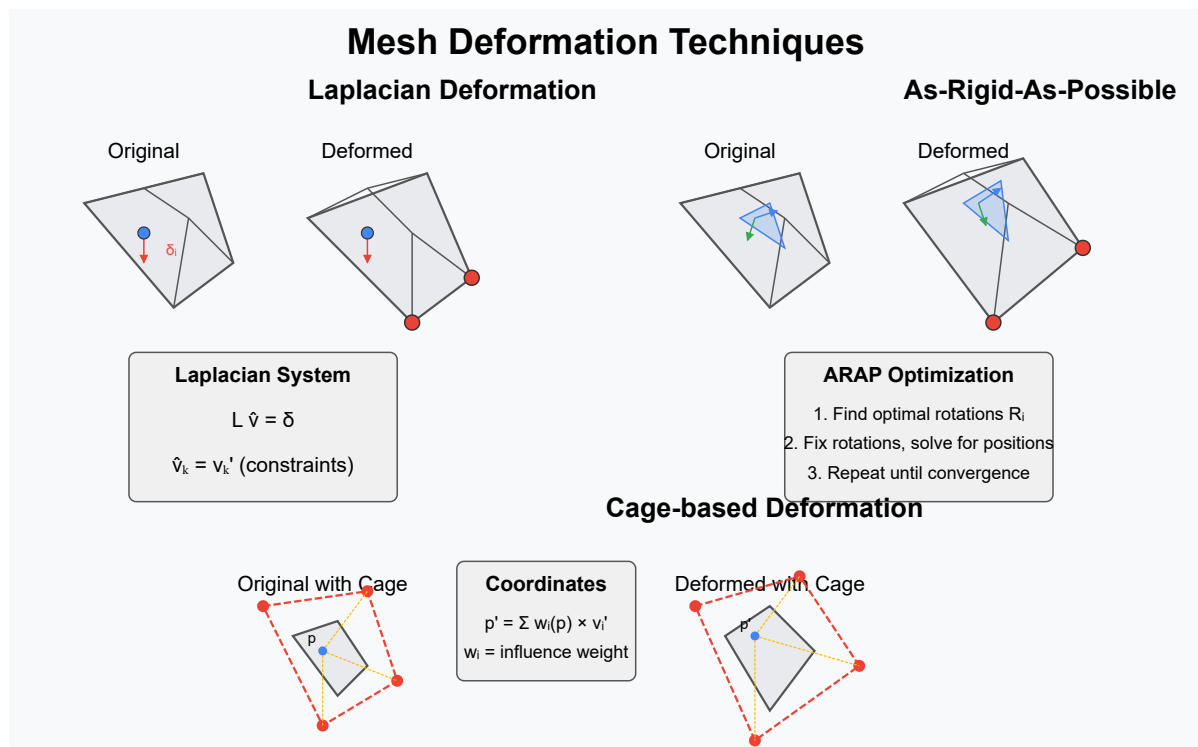 Mesh Deformation Techniques
Laplacian Deformation
As-Rigid-As-Possible
Original
Deformed
Original
Deformed
δᵢ
Laplacian System
L v̂ = δ
v̂ₖ = vₖ' (constraints)
ARAP Optimization
1. Find optimal rotations Rᵢ
2. Fix rotations, solve for positions
3. Repeat until convergence
Cage-based Deformation
Original with Cage
p
Coordinates
p' = Σ wᵢ(p) × vᵢ'
wᵢ = influence weight
Deformed with Cage
p'